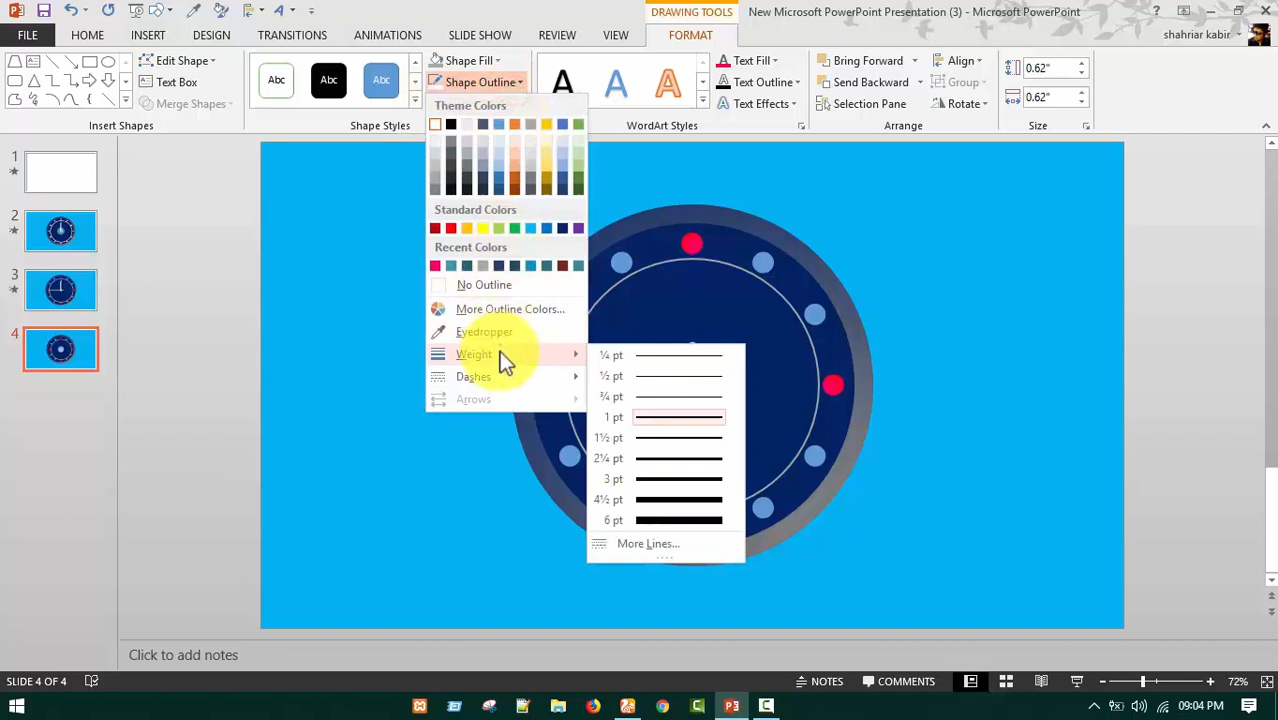 DRAWING TOOLS
New Microsoft PowerPoint Presentation (3) - Microsoft PowerPoint
FILE HOME INSERT DESIGN TRANSITIONS ANIMATIONS SLIDE SHOW REVIEW VIEW FORMAT shahriar kabir
Edit Shape
Text Box
Merge Shapes
Insert Shapes
Abc Abc Abc
Shape Fill
Shape Outline
Shape Styles
A A A
Text Fill
Text Outline
Text Effects
WordArt Styles
Bring Forward
Send Backward
Selection Pane
Align
Group
Rotate
Arrange
0.62"
0.62"
Size
Theme Colors
Standard Colors
Recent Colors
No Outline
More Outline Colors...
Eyedropper
Weight
Dashes
Arrows
¼ pt
½ pt
¾ pt
1 pt
1½ pt
2¼ pt
3 pt
4½ pt
6 pt
More Lines...
1
2
3
4
Click to add notes
SLIDE 4 OF 4 NOTES COMMENTS 72%
09:04 PM